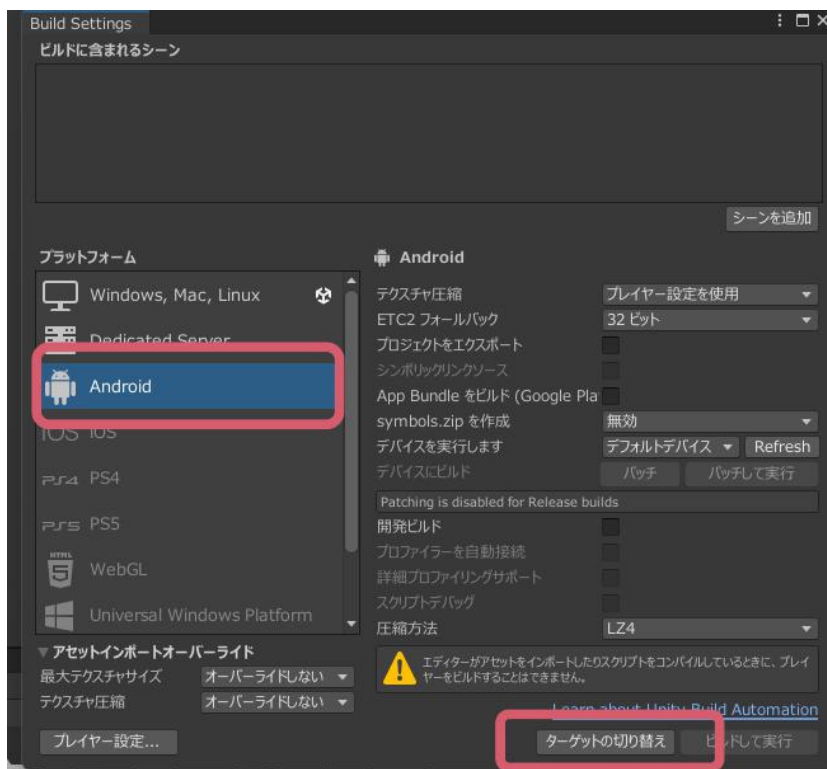 Build Settings
ビルドに含まれるシーン
シーンを追加
プラットフォーム
Windows, Mac, Linux
Dedicated Server
Android
iOS iOS
PS4 PS4
PS5 PS5
HTML
5
WebGL
Universal Windows Platform
アセットインポートオーバーライド
最大テクスチャサイズ オーバーライドしない
テクスチャ圧縮 オーバーライドしない
プレイヤー設定...
Android
テクスチャ圧縮 プレイヤー設定を使用
ETC2 フォールバック 32 ビット
プロジェクトをエクスポート
シンボリックリンクソース
App Bundle をビルド (Google Pla
symbols.zip を作成 無効
デバイスを実行します デフォルトデバイス Refresh
デバイスにビルド パッチ パッチして実行
Patching is disabled for Release builds
開発ビルド
プロファイラーを自動接続
詳細プロファイリングサポート
スクリプトデバッグ
圧縮方法 LZ4
エディターがアセットをインポートしたりスクリプトをコンパイルしているときに、プレイ
ヤーをビルドすることはできません。
Learn about Unity Build Automation
ターゲットの切り替え ビルドして実行